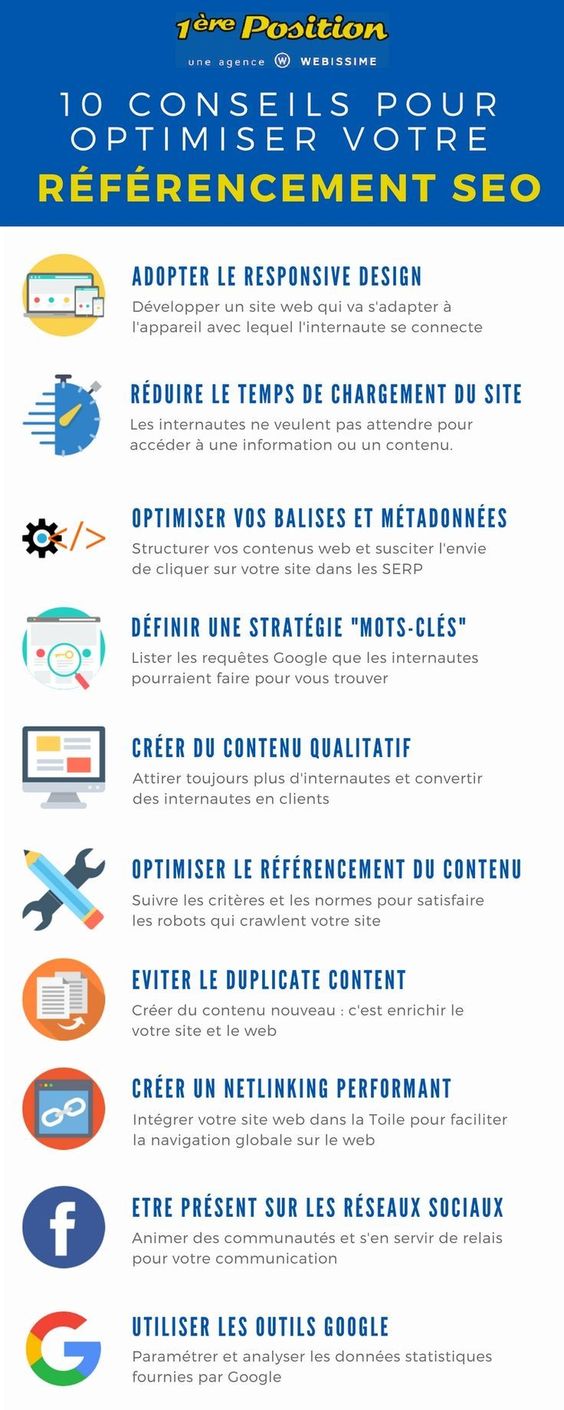 1ère Position
une agence W WEBISSIME
10 CONSEILS POUR
OPTIMISER VOTRE
RÉFÉRENCEMENT SEO
ADOPTER LE RESPONSIVE DESIGN
Développer un site web qui va s'adapter à
l'appareil avec lequel l'internaute se connecte
RÉDUIRE LE TEMPS DE CHARGEMENT DU SITE
Les internautes ne veulent pas attendre pour
accéder à une information ou un contenu.
</>
OPTIMISER VOS BALISES ET MÉTADONNÉES
Structurer vos contenus web et susciter l'envie
de cliquer sur votre site dans les SERP
DÉFINIR UNE STRATÉGIE "MOTS-CLÉS"
Lister les requêtes Google que les internautes
pourraient faire pour vous trouver
CRÉER DU CONTENU QUALITATIF
Attirer toujours plus d'internautes et convertir
des internautes en clients
OPTIMISER LE RÉFÉRENCEMENT DU CONTENU
Suivre les critères et les normes pour satisfaire
les robots qui crawlent votre site
EVITER LE DUPLICATE CONTENT
Créer du contenu nouveau : c'est enrichir le
votre site et le web
CRÉER UN NETLINKING PERFORMANT
Intégrer votre site web dans la Toile pour faciliter
la navigation globale sur le web
f
ETRE PRÉSENT SUR LES RÉSEAUX SOCIAUX
Animer des communautés et s'en servir de relais
pour votre communication
G
UTILISER LES OUTILS GOOGLE
Paramétrer et analyser les données statistiques
fournies par Google